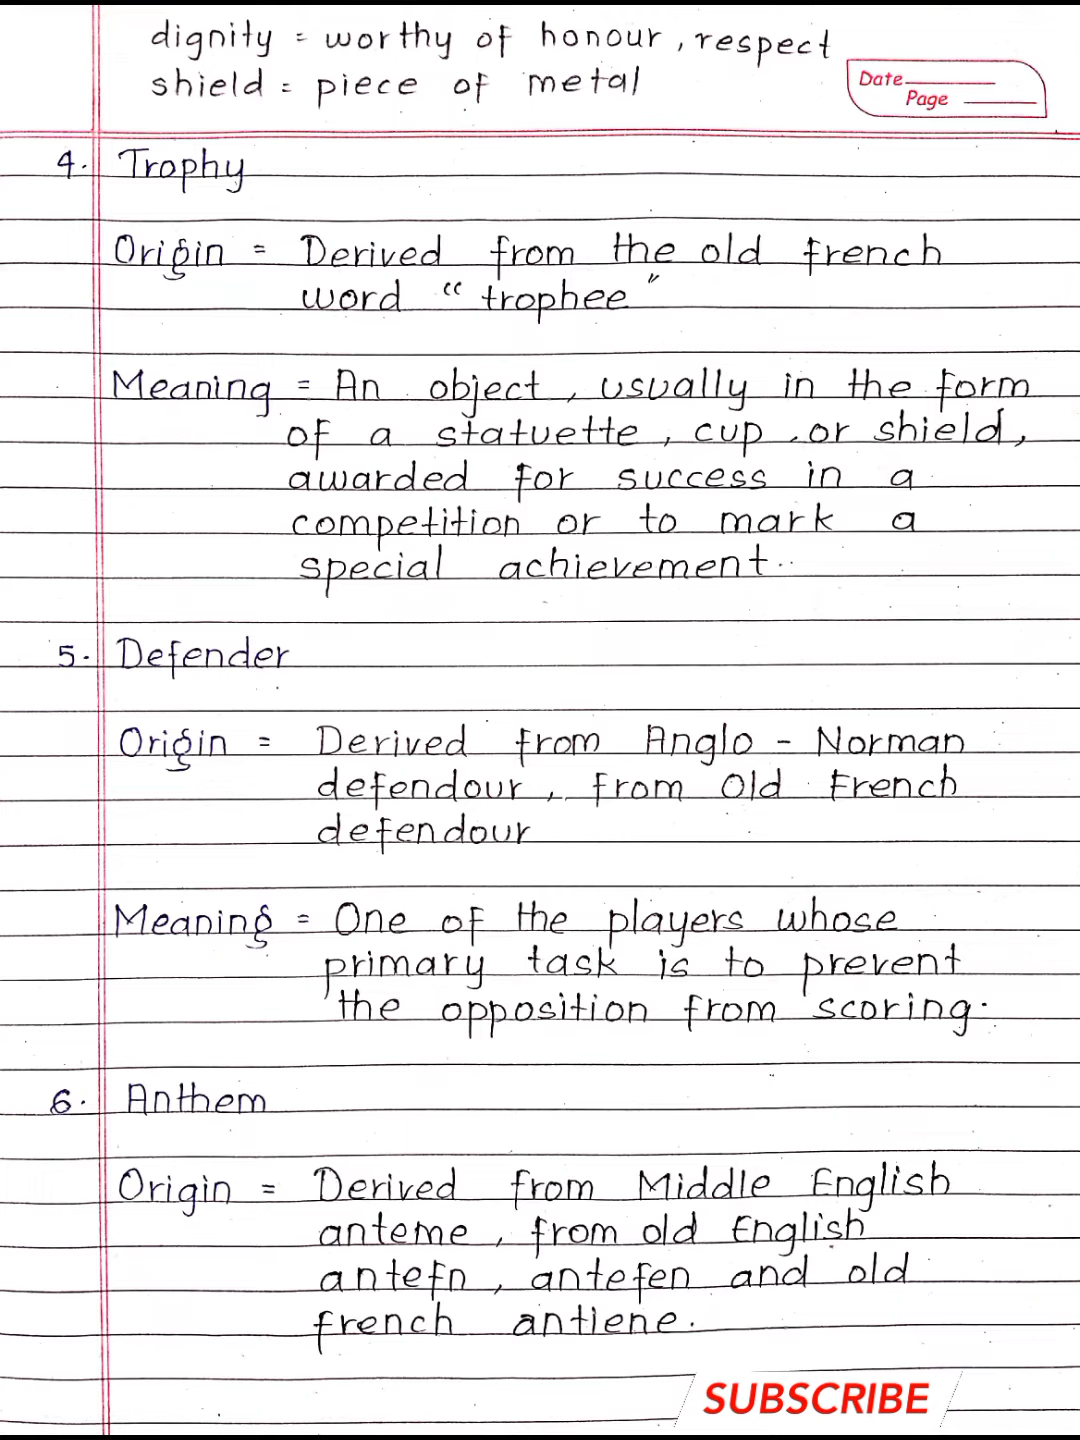 dignity = worthy of honour, respect
shield = piece of metal
Date
Page
4. Trophy
Origin = Derived from the old french
word "trophee"
Meaning = An object, usually in the form
of a statuette, cup, or shield,
awarded for success in a
competition or to mark a
special achievement.
5. Defender
Origin = Derived from Anglo - Norman
defendour, from Old French
defendour
Meaning = One of the players whose
primary task is to prevent
the opposition from scoring.
6. Anthem
Origin = Derived from Middle English
anteme, from old English
antefn, antefen and old
french antiene.
SUBSCRIBE